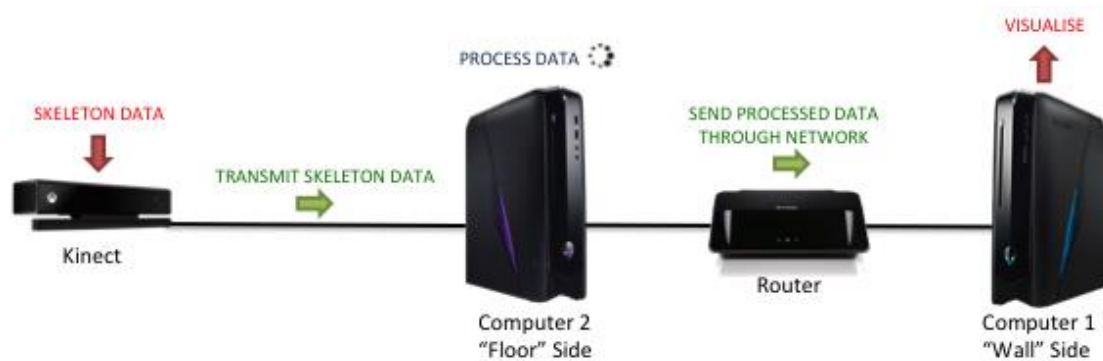 VISUALISE
PROCESS DATA
SKELETON DATA
SEND PROCESSED DATA
THROUGH NETWORK
TRANSMIT SKELETON DATA
Kinect
Router
Computer 2
"Floor" Side
Computer 1
"Wall" Side